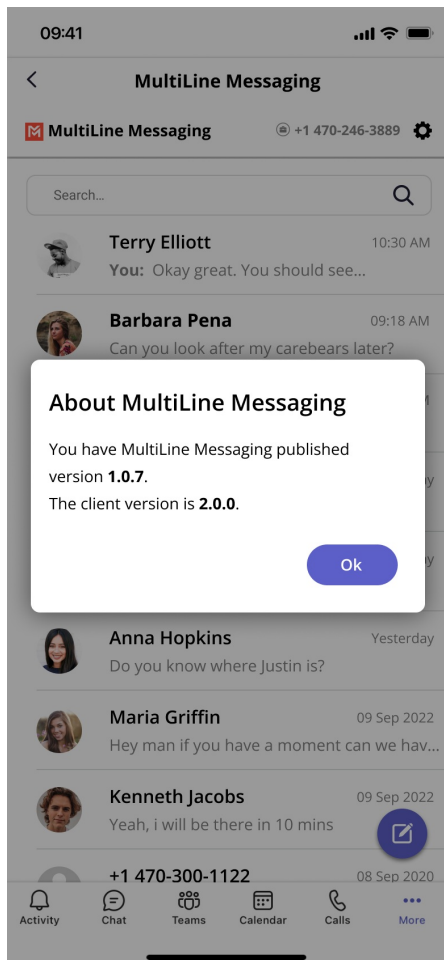 09:41
MultiLine Messaging
MultiLine Messaging
+1 470-246-3889
Search...
Terry Elliott
10:30 AM
You: Okay great. You should see...
Barbara Pena
09:18 AM
Can you look after my carebears later?
About MultiLine Messaging
You have MultiLine Messaging published
version 1.0.7.
The client version is 2.0.0.
Ok
Anna Hopkins
Yesterday
Do you know where Justin is?
Maria Griffin
09 Sep 2022
Hey man if you have a moment can we hav...
Kenneth Jacobs
09 Sep 2022
Yeah, i will be there in 10 mins
+1 470-300-1122
08 Sep 2020
Activity
Chat
Teams
Calendar
Calls
More